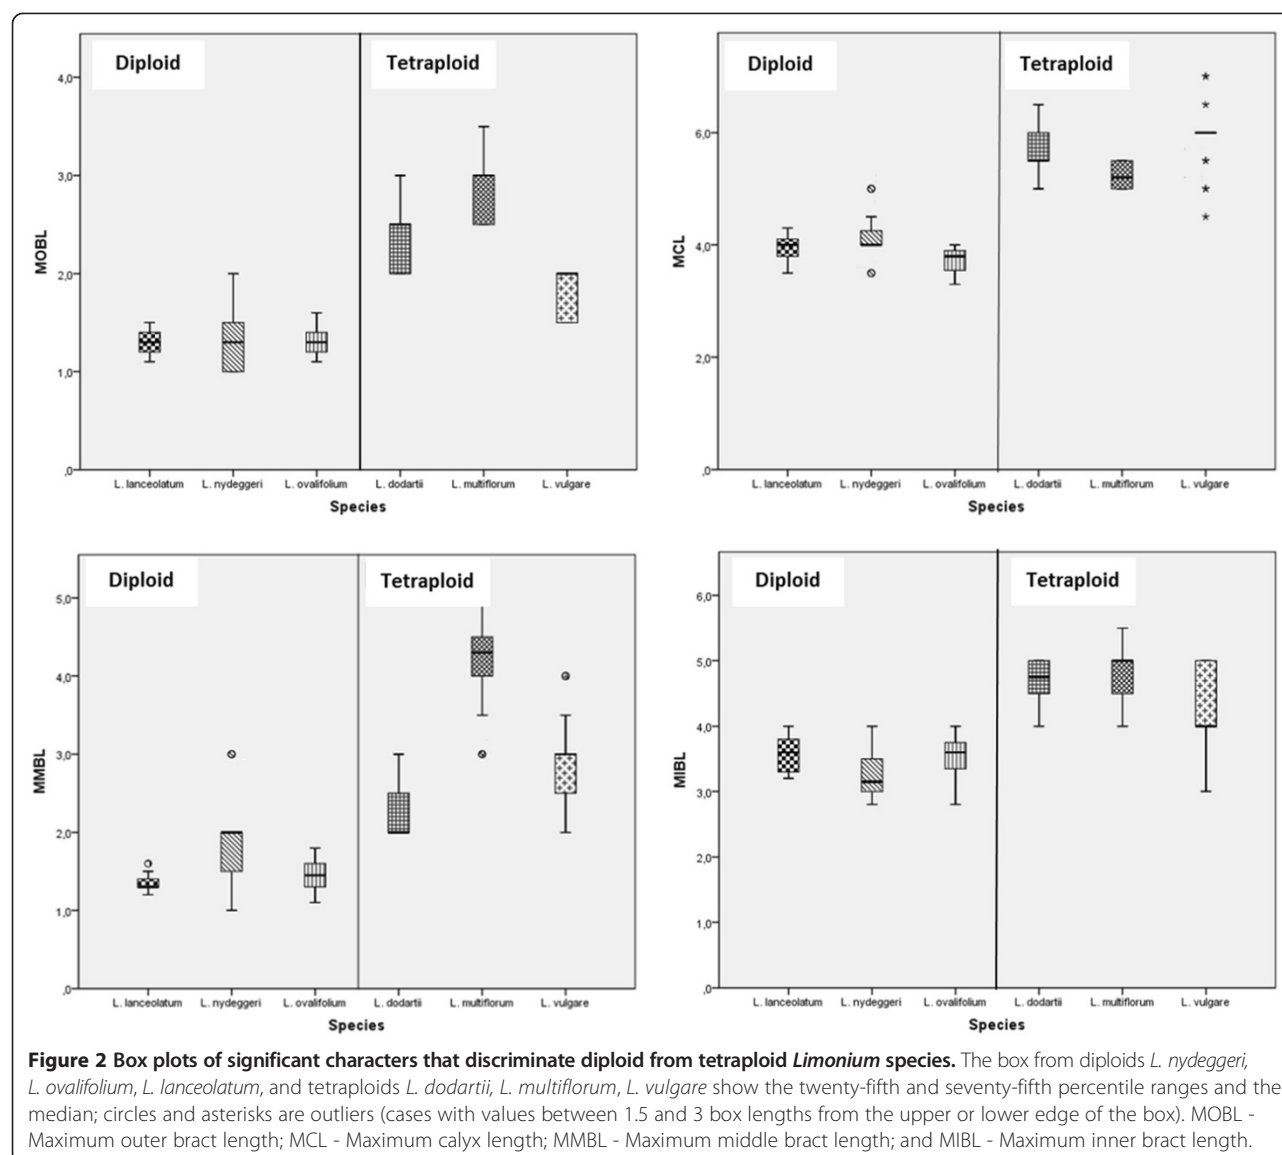 Diploid
Tetraploid
4,0
3,0
2,0
1,0
,0
MOBL
L. lanceolatum L. nydeggeri L. ovalifolium L. dodartii L. multiflorum L. vulgare
Species
Diploid
Tetraploid
6,0
4,0
2,0
,0
MCL
L. lanceolatum L. nydeggeri L. ovalifolium L. dodartii L. multiflorum L. vulgare
Species
Diploid
Tetraploid
5,0
4,0
3,0
2,0
1,0
,0
MMBL
L. lanceolatum L. nydeggeri L. ovalifolium L. dodartii L. multiflorum L. vulgare
Species
Diploid
Tetraploid
6,0
5,0
4,0
3,0
2,0
1,0
,0
MIBL
L. lanceolatum L. nydeggeri L. ovalifolium L. dodartii L. multiflorum L. vulgare
Species
Figure 2 Box plots of significant characters that discriminate diploid from tetraploid Limonium species. The box from diploids L. nydeggeri,
L. ovalifolium, L. lanceolatum, and tetraploids L. dodartii, L. multiflorum, L. vulgare show the twenty-fifth and seventy-fifth percentile ranges and the
median; circles and asterisks are outliers (cases with values between 1.5 and 3 box lengths from the upper or lower edge of the box). MOBL -
Maximum outer bract length; MCL - Maximum calyx length; MMBL - Maximum middle bract length; and MIBL - Maximum inner bract length.